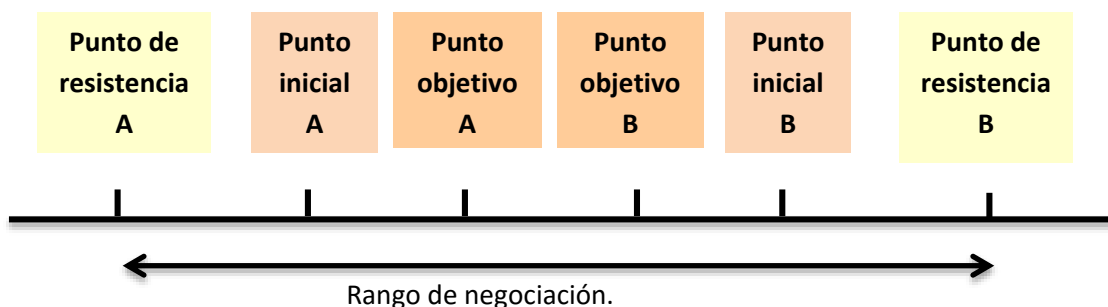 Punto de
resistencia
A
Punto
inicial
A
Punto
objetivo
A
Punto
objetivo
B
Punto
inicial
B
Punto de
resistencia
B
Rango de negociación.